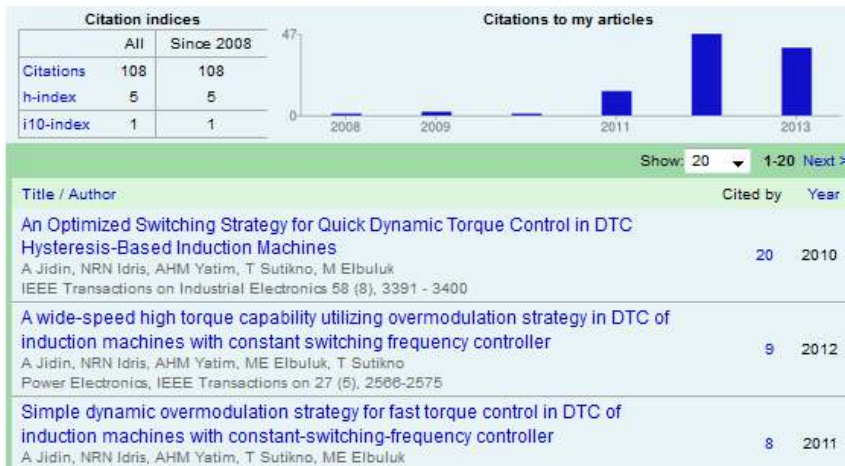 Citation indices
All Since 2008
Citations 108 108
h-index 5 5
i10-index 1 1
Citations to my articles
47
0
2008 2009 2011 2013
Show: 20 1-20 Next >
Title / Author Cited by Year
An Optimized Switching Strategy for Quick Dynamic Torque Control in DTC
Hysteresis-Based Induction Machines
20 2010
A Jidin, NRN Idris, AHM Yatim, T Sutikno, M Elbuluk
IEEE Transactions on Industrial Electronics 58 (8), 3391 - 3400
A wide-speed high torque capability utilizing overmodulation strategy in DTC of
induction machines with constant switching frequency controller
9 2012
A Jidin, NRN Idris, AHM Yatim, ME Elbuluk, T Sutikno
Power Electronics, IEEE Transactions on 27 (5), 2566-2575
Simple dynamic overmodulation strategy for fast torque control in DTC of
induction machines with constant-switching-frequency controller
8 2011
A Jidin, NRN Idris, AHM Yatim, T Sutikno, ME Elbuluk